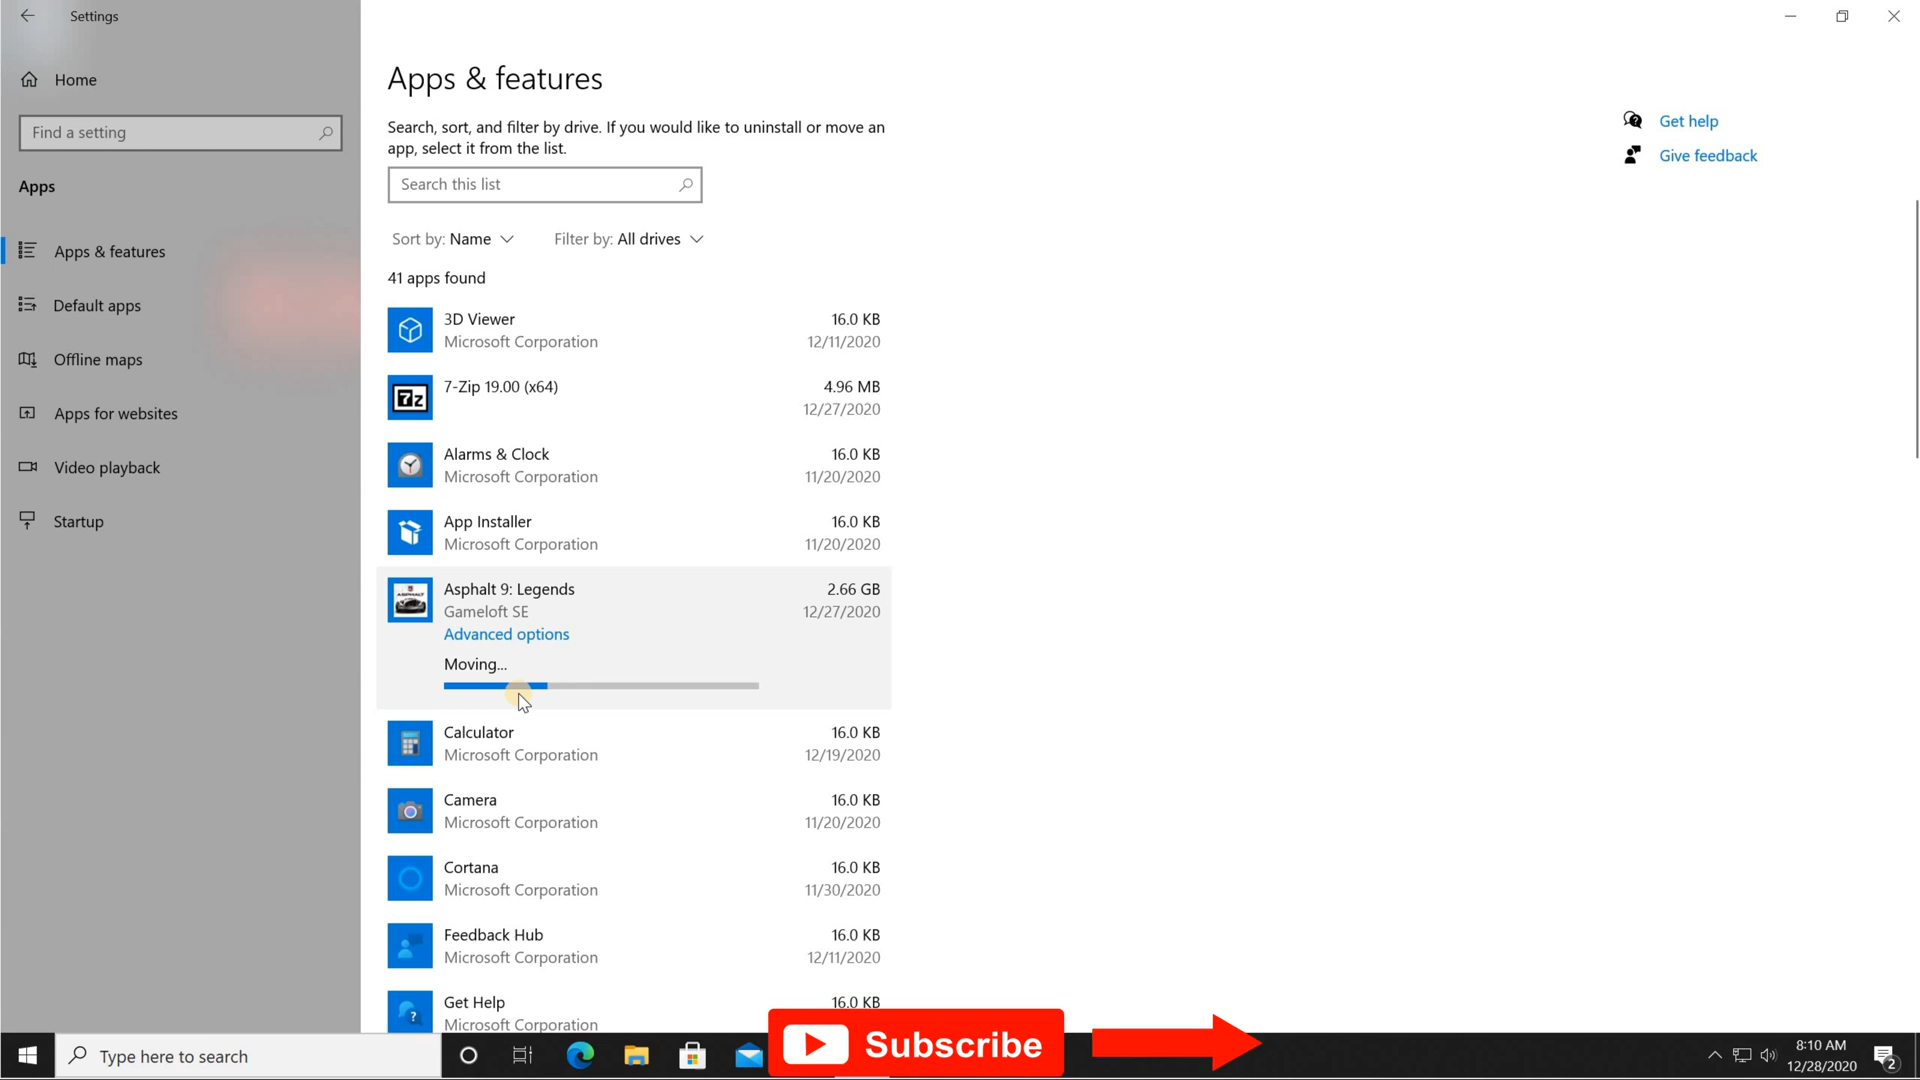 Settings
Home
Find a setting
Apps
Apps & features
Default apps
Offline maps
Apps for websites
Video playback
Startup
Apps & features
Search, sort, and filter by drive. If you would like to uninstall or move an
app, select it from the list.
Search this list
Sort by: Name
Filter by: All drives
41 apps found
3D Viewer 16.0 KB
Microsoft Corporation 12/11/2020
7z
7-Zip 19.00 (x64) 4.96 MB
12/27/2020
Alarms & Clock 16.0 KB
Microsoft Corporation 11/20/2020
App Installer 16.0 KB
Microsoft Corporation 11/20/2020
ASPHALT
Asphalt 9: Legends 2.66 GB
Gameloft SE 12/27/2020
Advanced options
Moving...
Calculator 16.0 KB
Microsoft Corporation 12/19/2020
Camera 16.0 KB
Microsoft Corporation 11/20/2020
Cortana 16.0 KB
Microsoft Corporation 11/30/2020
Feedback Hub 16.0 KB
Microsoft Corporation 12/11/2020
Get Help 16.0 KB
Microsoft Corporation
Get help
Give feedback
Type here to search
Subscribe
8:10 AM
12/28/2020
2